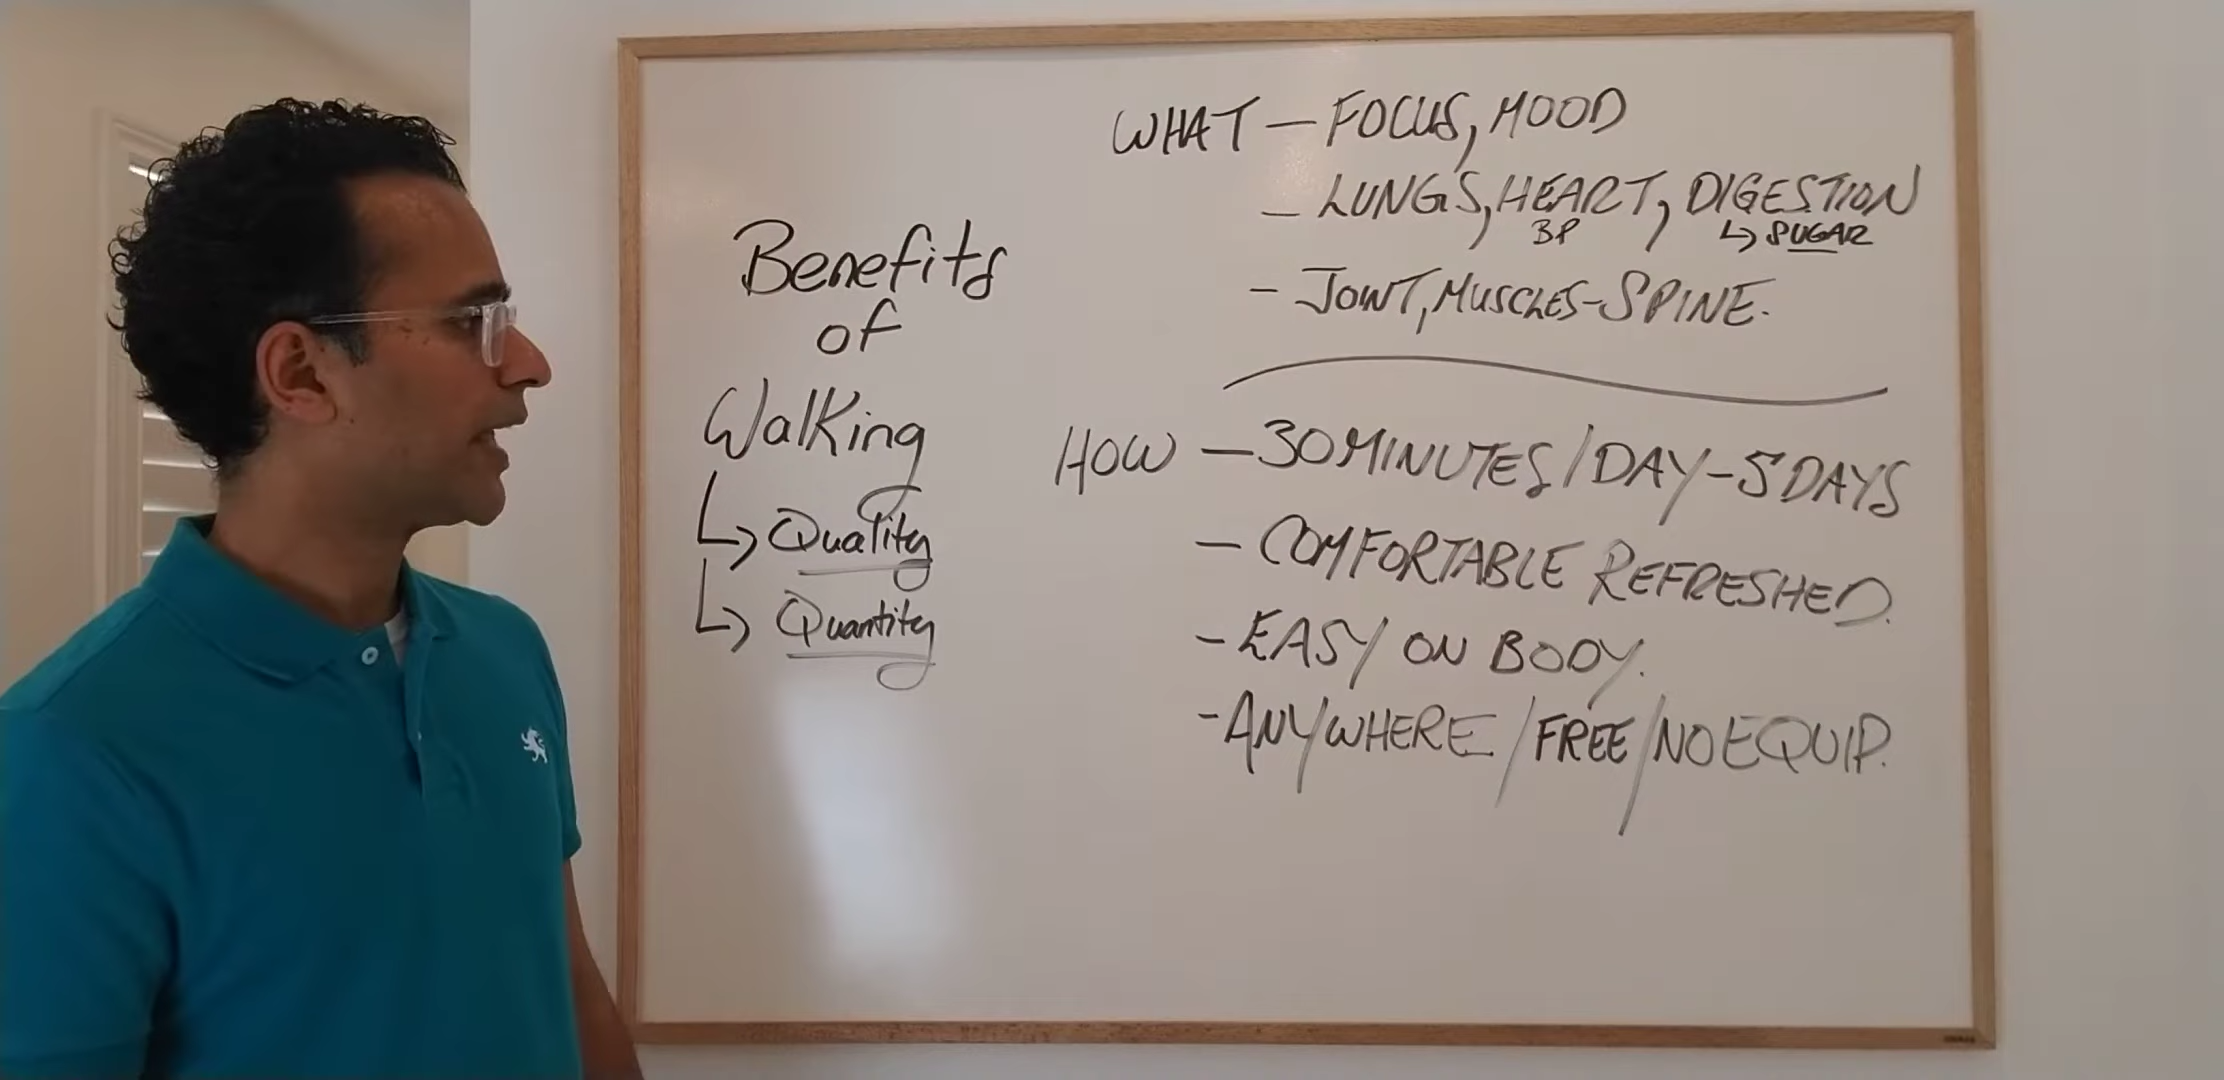 Benefits
of
Walking
↳ Quality
↳ Quantity
WHAT — FOCUS, MOOD
– LUNGS, HEART, DIGESTION
BP ↳ SUGAR
– JOINT, MUSCLES – SPINE.
HOW — 30 MINUTES / DAY – 5 DAYS
– COMFORTABLE REFRESHED.
– EASY ON BODY.
- ANYWHERE / FREE / NO EQUIP.